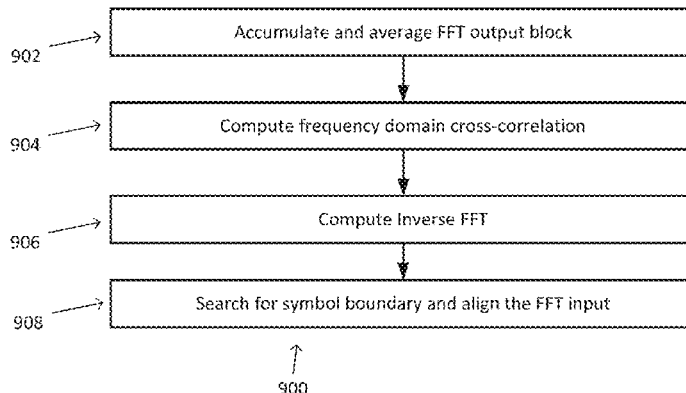 Accumulate and average FFT output block
902
Compute frequency domain cross-correlation
904
Compute Inverse FFT
906
Search for symbol boundary and align the FFT input
908
900